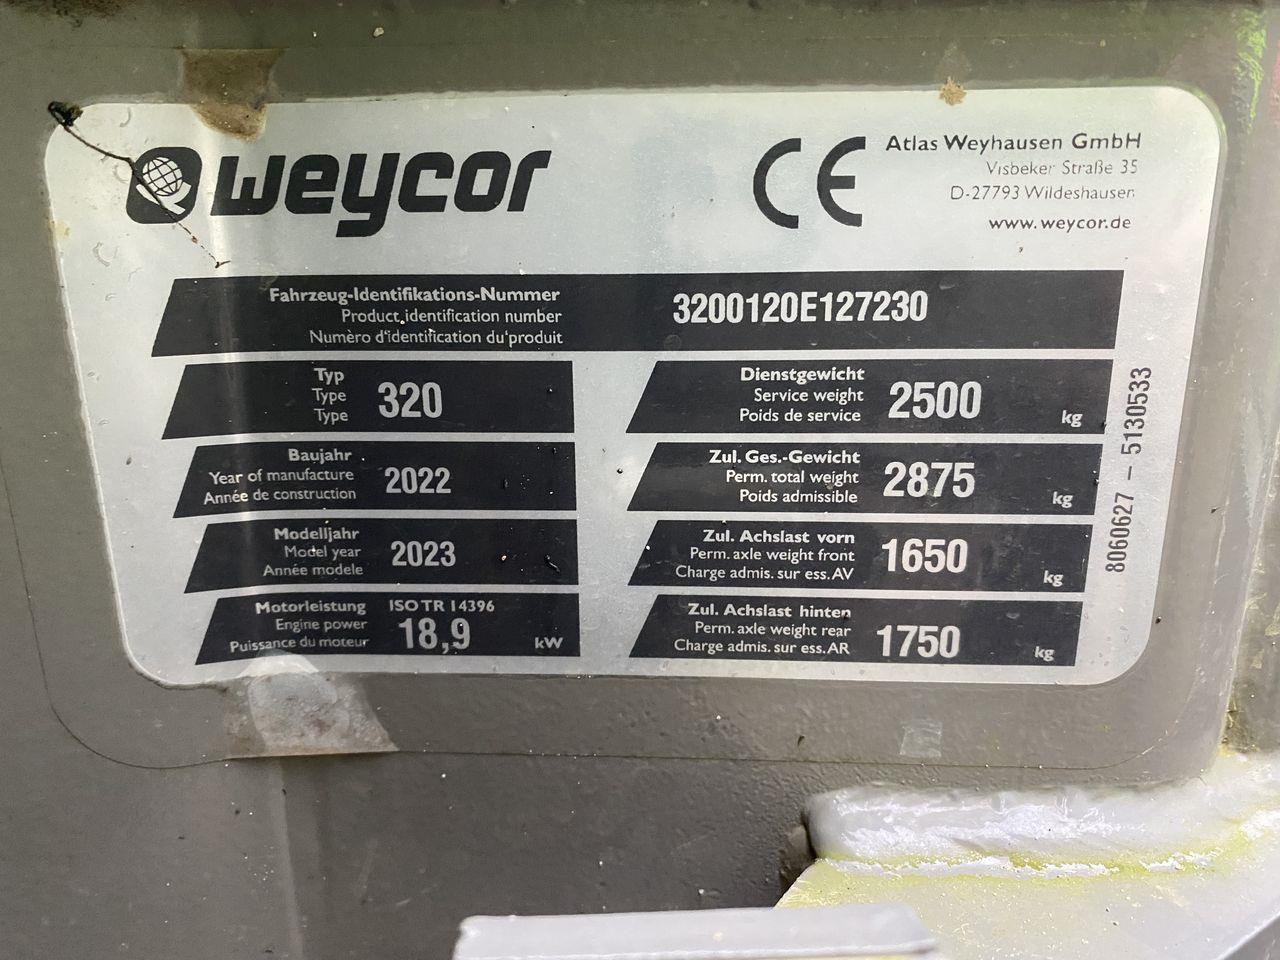 weycor
CE
Atlas Weyhausen GmbH
Visbeker Straße 35
D-27793 Wildeshausen
www.weycor.de
Fahrzeug-Identifikations-Nummer
Product identification number
Numèro d'identification du'produit
3200120E127230
Typ
Type
Type
320
Baujahr
Year of manufacture
Année de construction
2022
Modelljahr
Model year
Année modele
2023
Motorleistung
Engine power
Puissance du moteur
ISO TR 14396
18,9
kW
Dienstgewicht
Service weight
Poids de service
2500
kg
Zul. Ges.-Gewicht
Perm. total weight
Poids admissible
2875
kg
Zul. Achslast vorn
Perm. axle weight front
Charge admis. sur ess. AV
1650
kg
Zul. Achslast hinten
Perm. axle weight rear
Charge admis. sur ess. AR
1750
kg
8060627 – 5130533